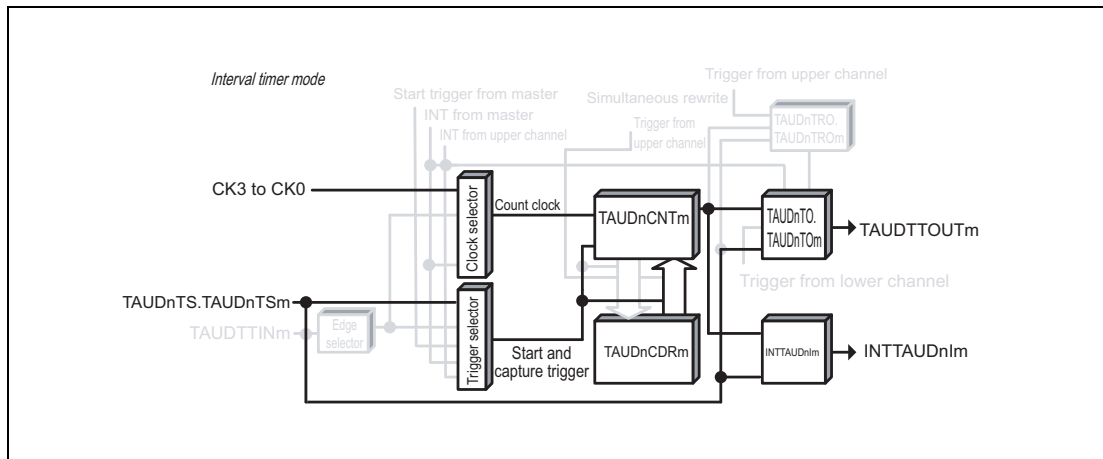 Interval timer mode
Trigger from upper channel
Start trigger from master
Simultaneous rewrite
INT from master
INT from upper channel
Trigger from
upper channel
TAUDnTRO.
TAUDnTROm
CK3 to CK0
Clock selector
Count clock
TAUDnCNTm
TAUDnTO.
TAUDnTOm
TAUDTTOUTm
Trigger from lower channel
TAUDnTS.TAUDnTSm
TAUDTTINm
Edge
selector
Trigger selector
Start and
capture trigger
TAUDnCDRm
INTTAUDnIm
INTTAUDnIm